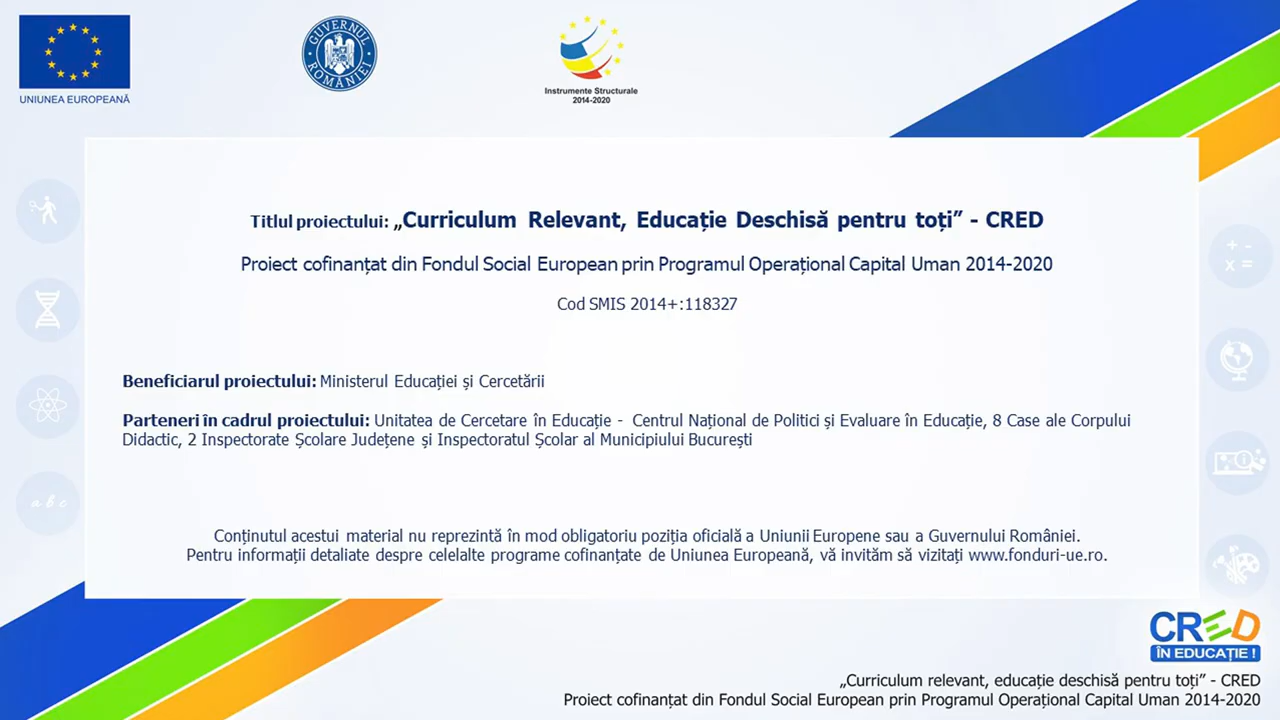 UNIUNEA EUROPEANĂ
GUVERNUL ROMÂNIEI
Instrumente Structurale
2014-2020
Titlul proiectului: „Curriculum Relevant, Educație Deschisă pentru toți” - CRED
Proiect cofinanțat din Fondul Social European prin Programul Operațional Capital Uman 2014-2020
Cod SMIS 2014+:118327
Beneficiarul proiectului: Ministerul Educației și Cercetării
Parteneri în cadrul proiectului: Unitatea de Cercetare în Educație - Centrul Național de Politici și Evaluare în Educație, 8 Case ale Corpului
Didactic, 2 Inspectorate Școlare Județene și Inspectoratul Școlar al Municipiului București
Conținutul acestui material nu reprezintă în mod obligatoriu poziția oficială a Uniunii Europene sau a Guvernului României.
Pentru informații detaliate despre celelalte programe cofinanțate de Uniunea Europeană, vă invităm să vizitați www.fonduri-ue.ro.
+ -
x =
a b c
CRED
ÎN EDUCAȚIE !
„Curriculum relevant, educație deschisă pentru toți” - CRED
Proiect cofinanțat din Fondul Social European prin Programul Operațional Capital Uman 2014-2020